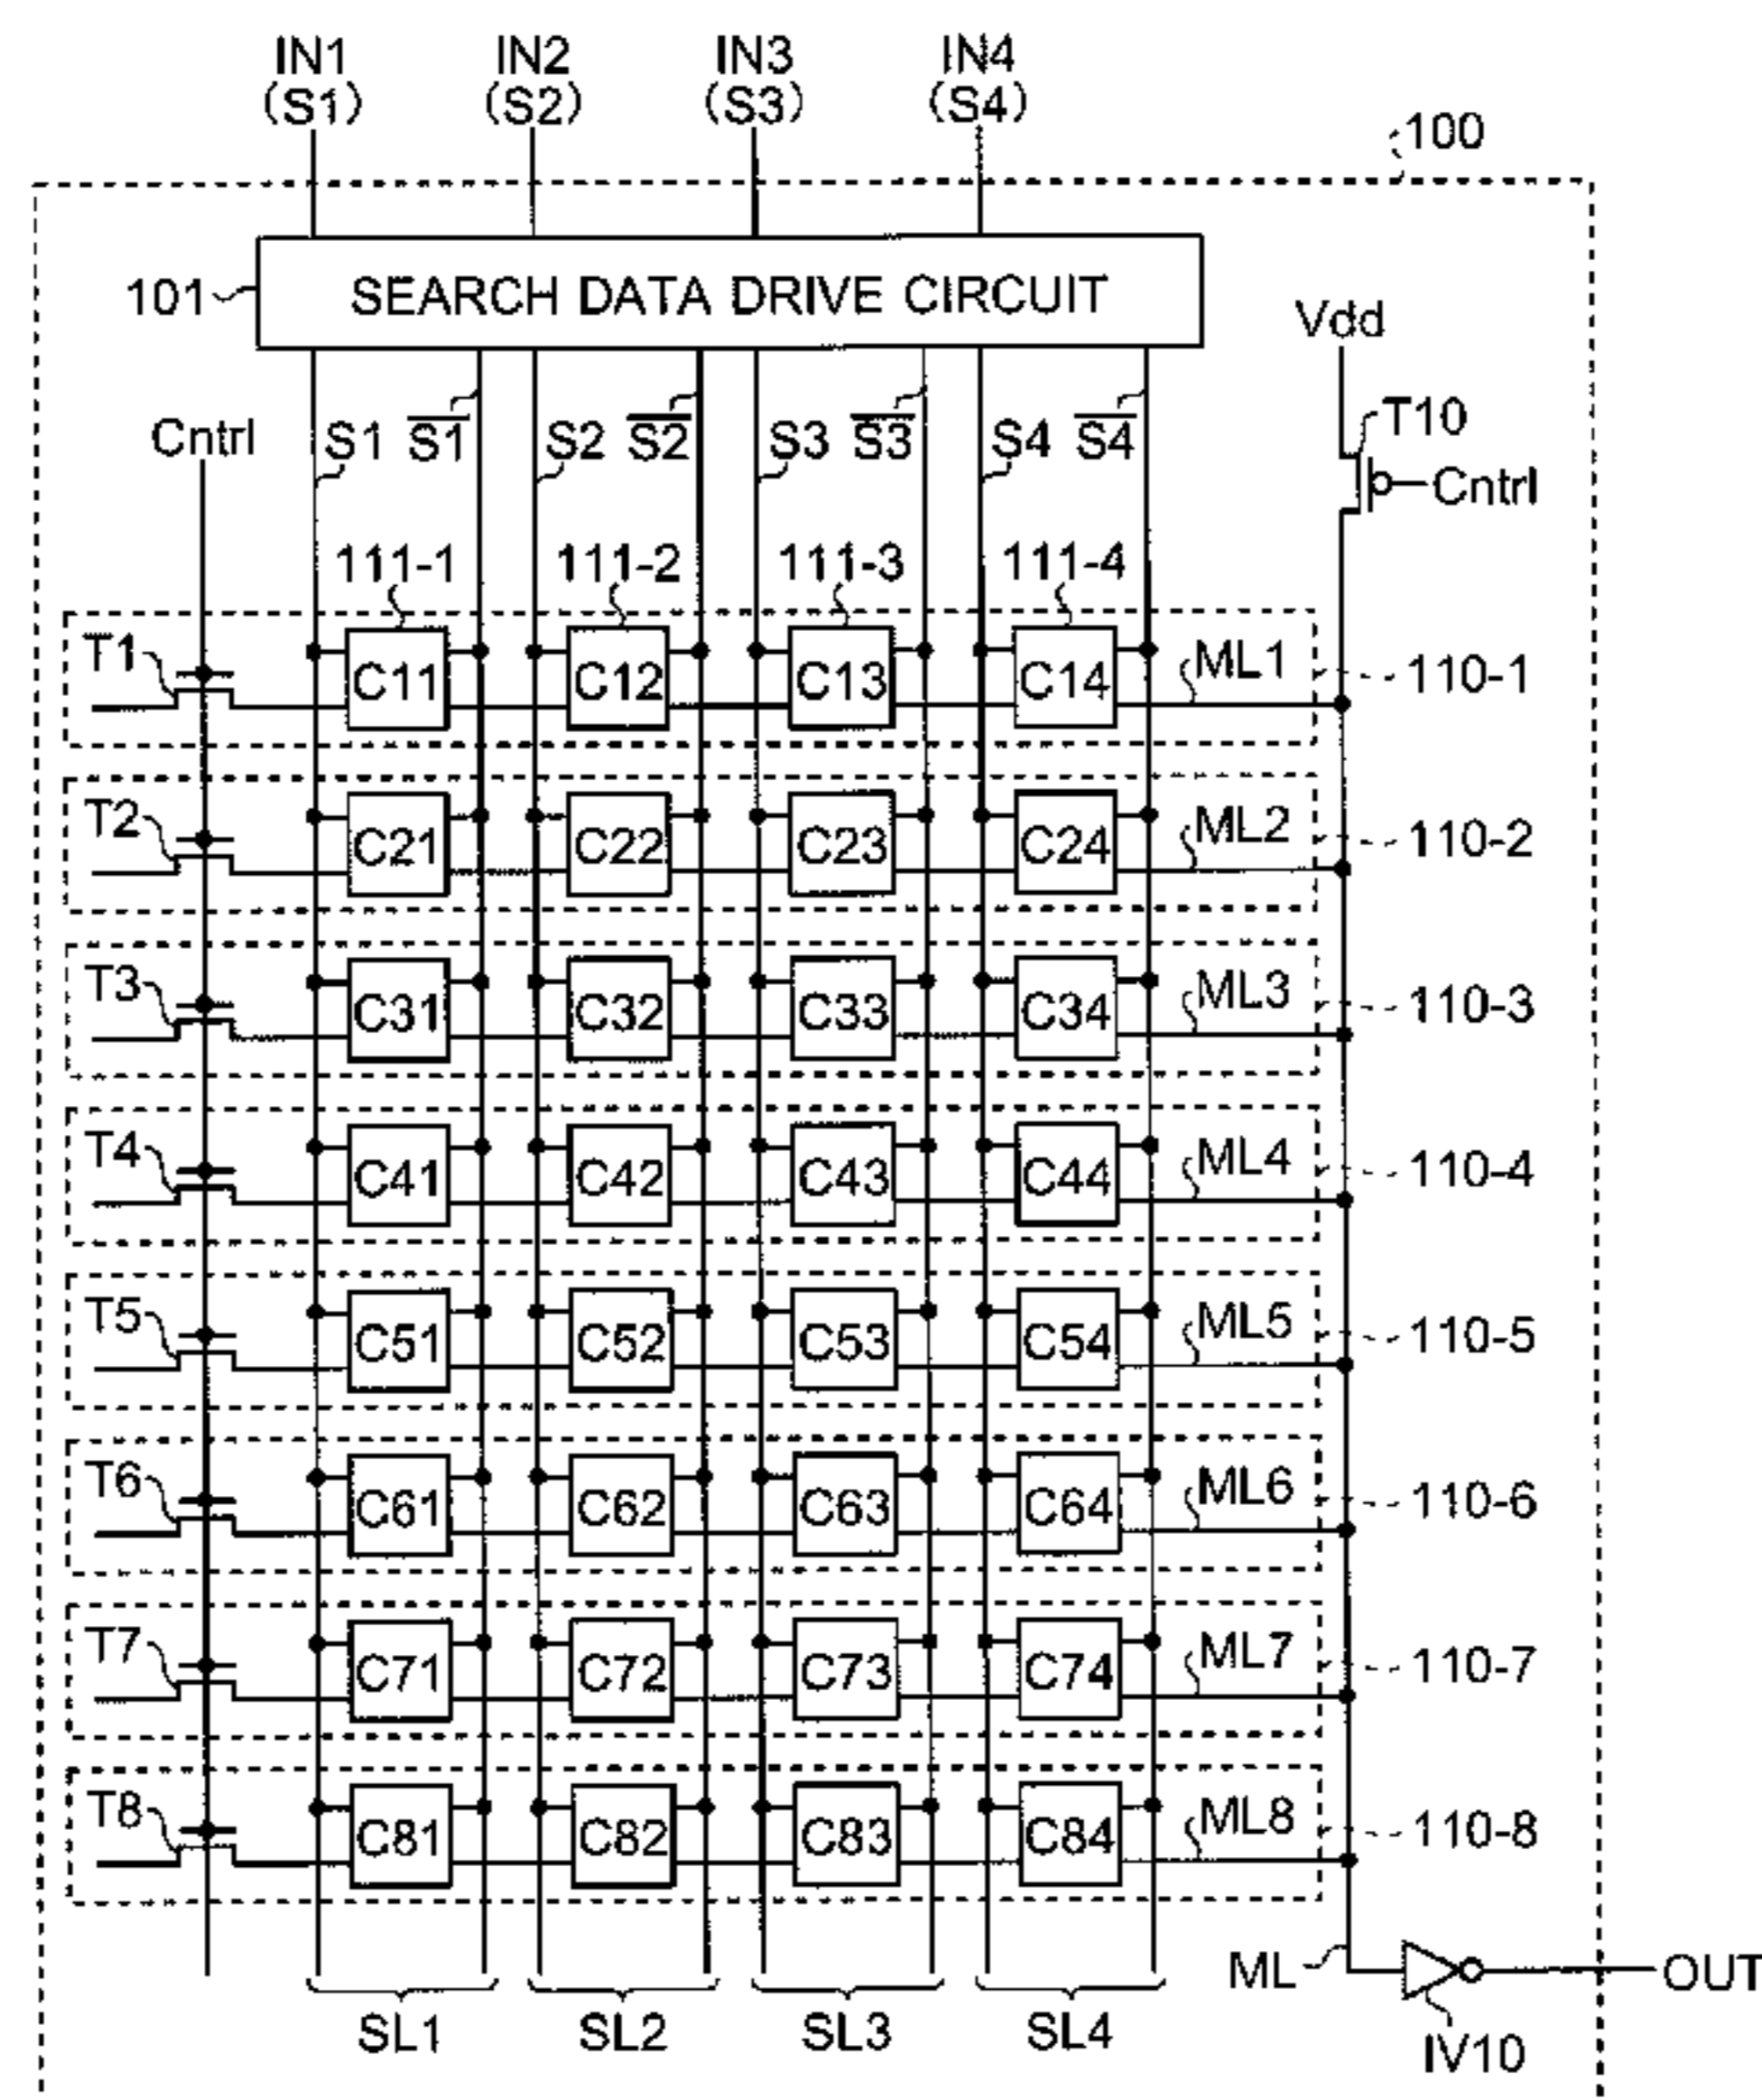 IN1 IN2 IN3 IN4
(S1) (S2) (S3) (S4)
100
101 SEARCH DATA DRIVE CIRCUIT
Vdd
T10
Cntrl S1 S1 S2 S2 S3 S3 S4 S4
Cntrl
111-1 111-2 111-3 111-4
T1 C11 C12 C13 C14 ML1 110-1
T2 C21 C22 C23 C24 ML2 110-2
T3 C31 C32 C33 C34 ML3 110-3
T4 C41 C42 C43 C44 ML4 110-4
T5 C51 C52 C53 C54 ML5 110-5
T6 C61 C62 C63 C64 ML6 110-6
T7 C71 C72 C73 C74 ML7 110-7
T8 C81 C82 C83 C84 ML8 110-8
ML OUT
SL1 SL2 SL3 SL4
IV10